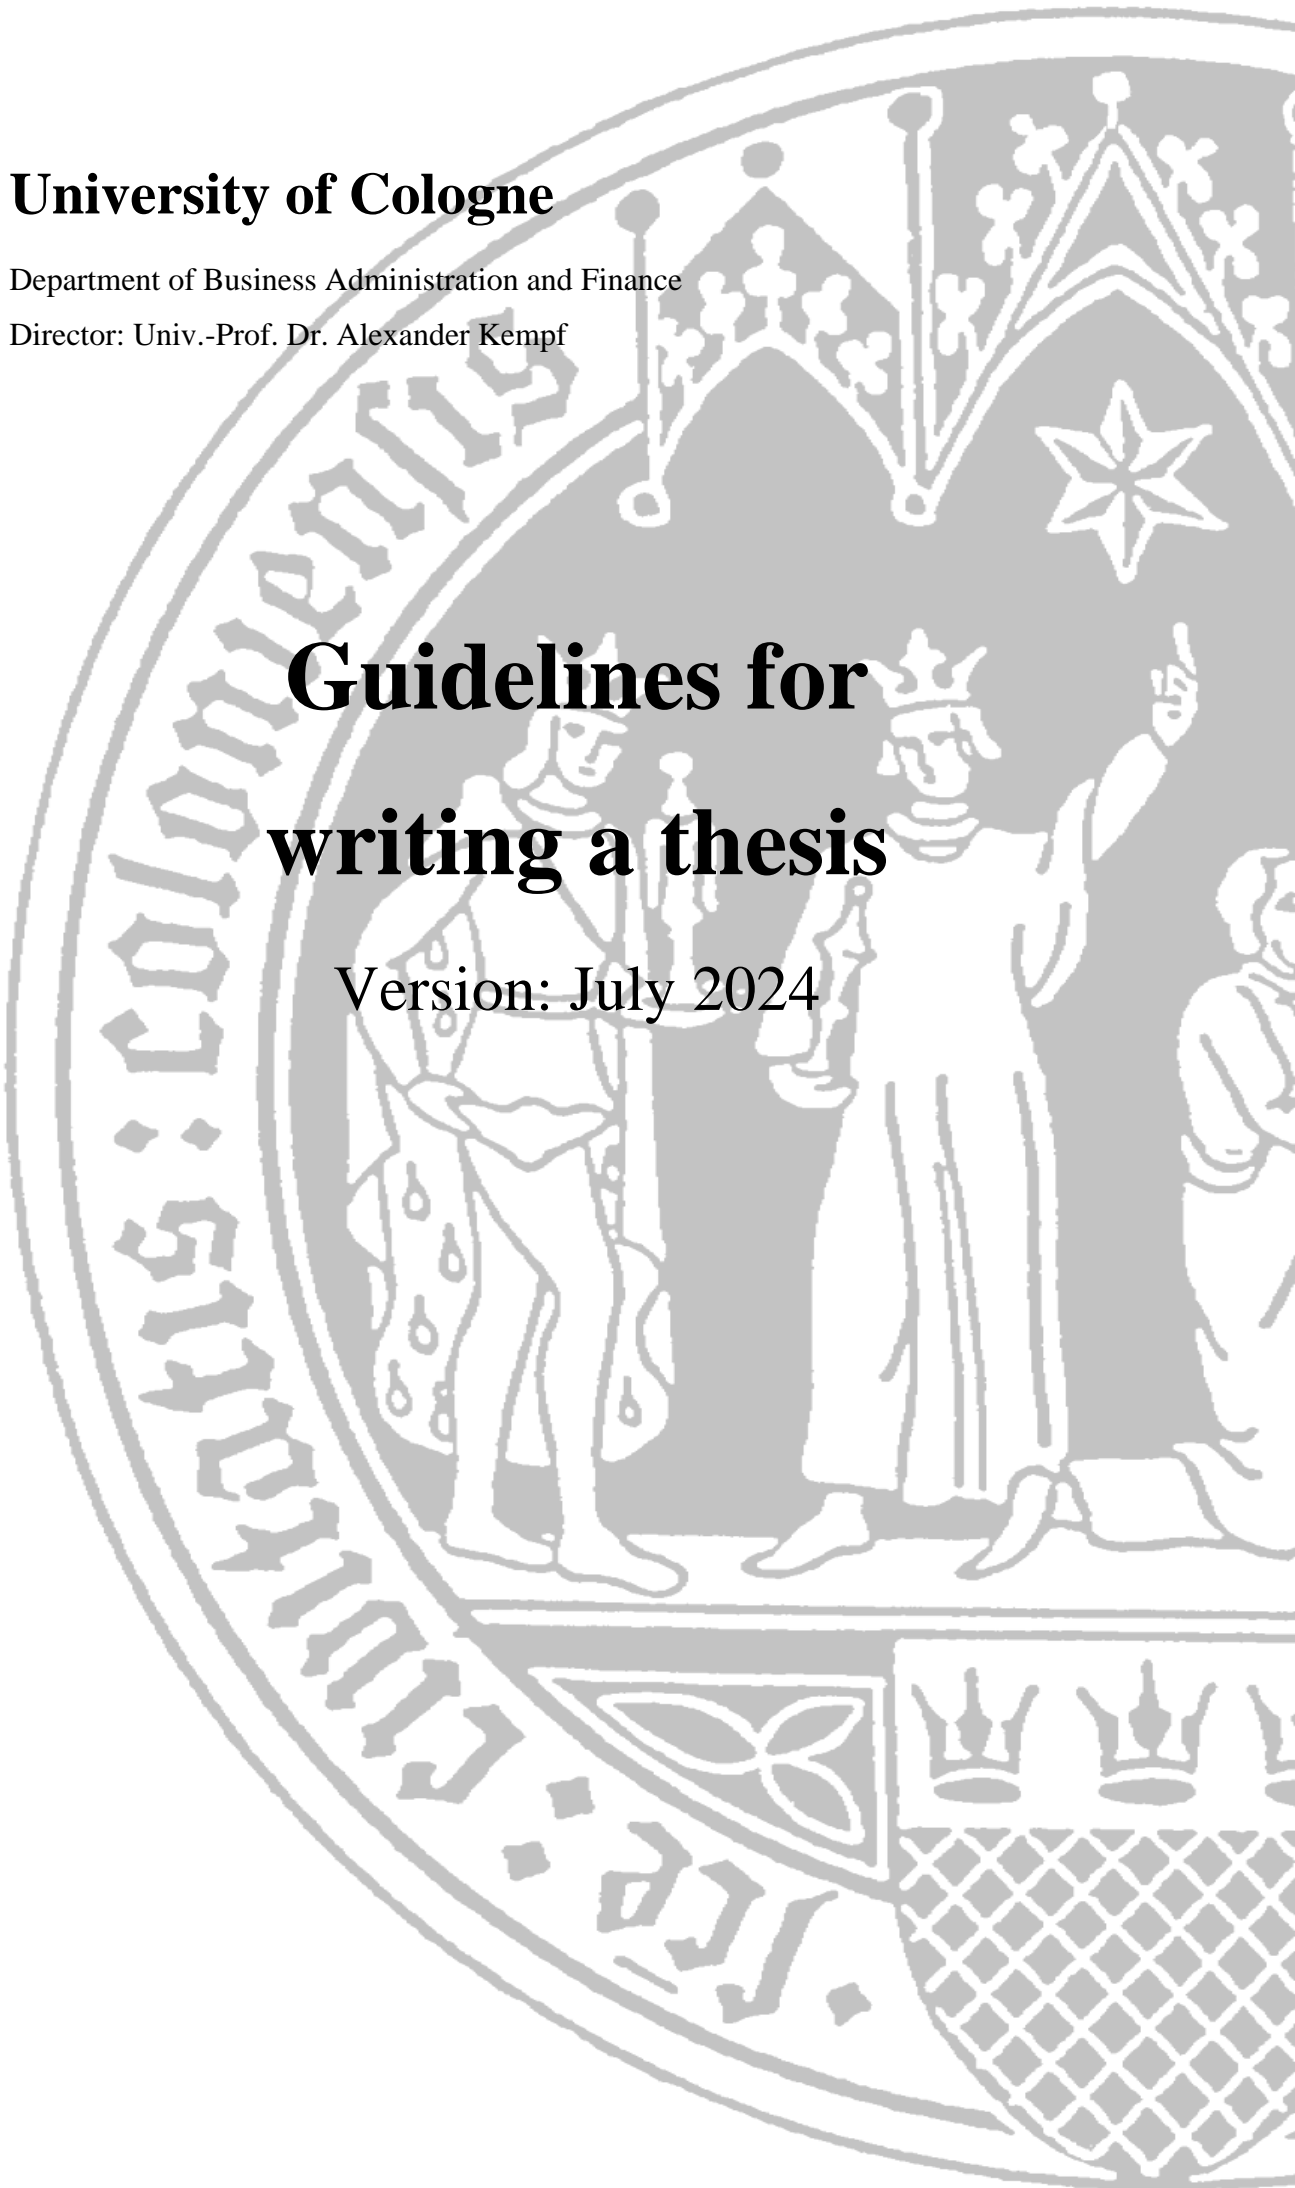 University of Cologne
Department of Business Administration and Finance
Director: Univ.-Prof. Dr. Alexander Kempf
Guidelines for
writing a thesis
Version: July 2024